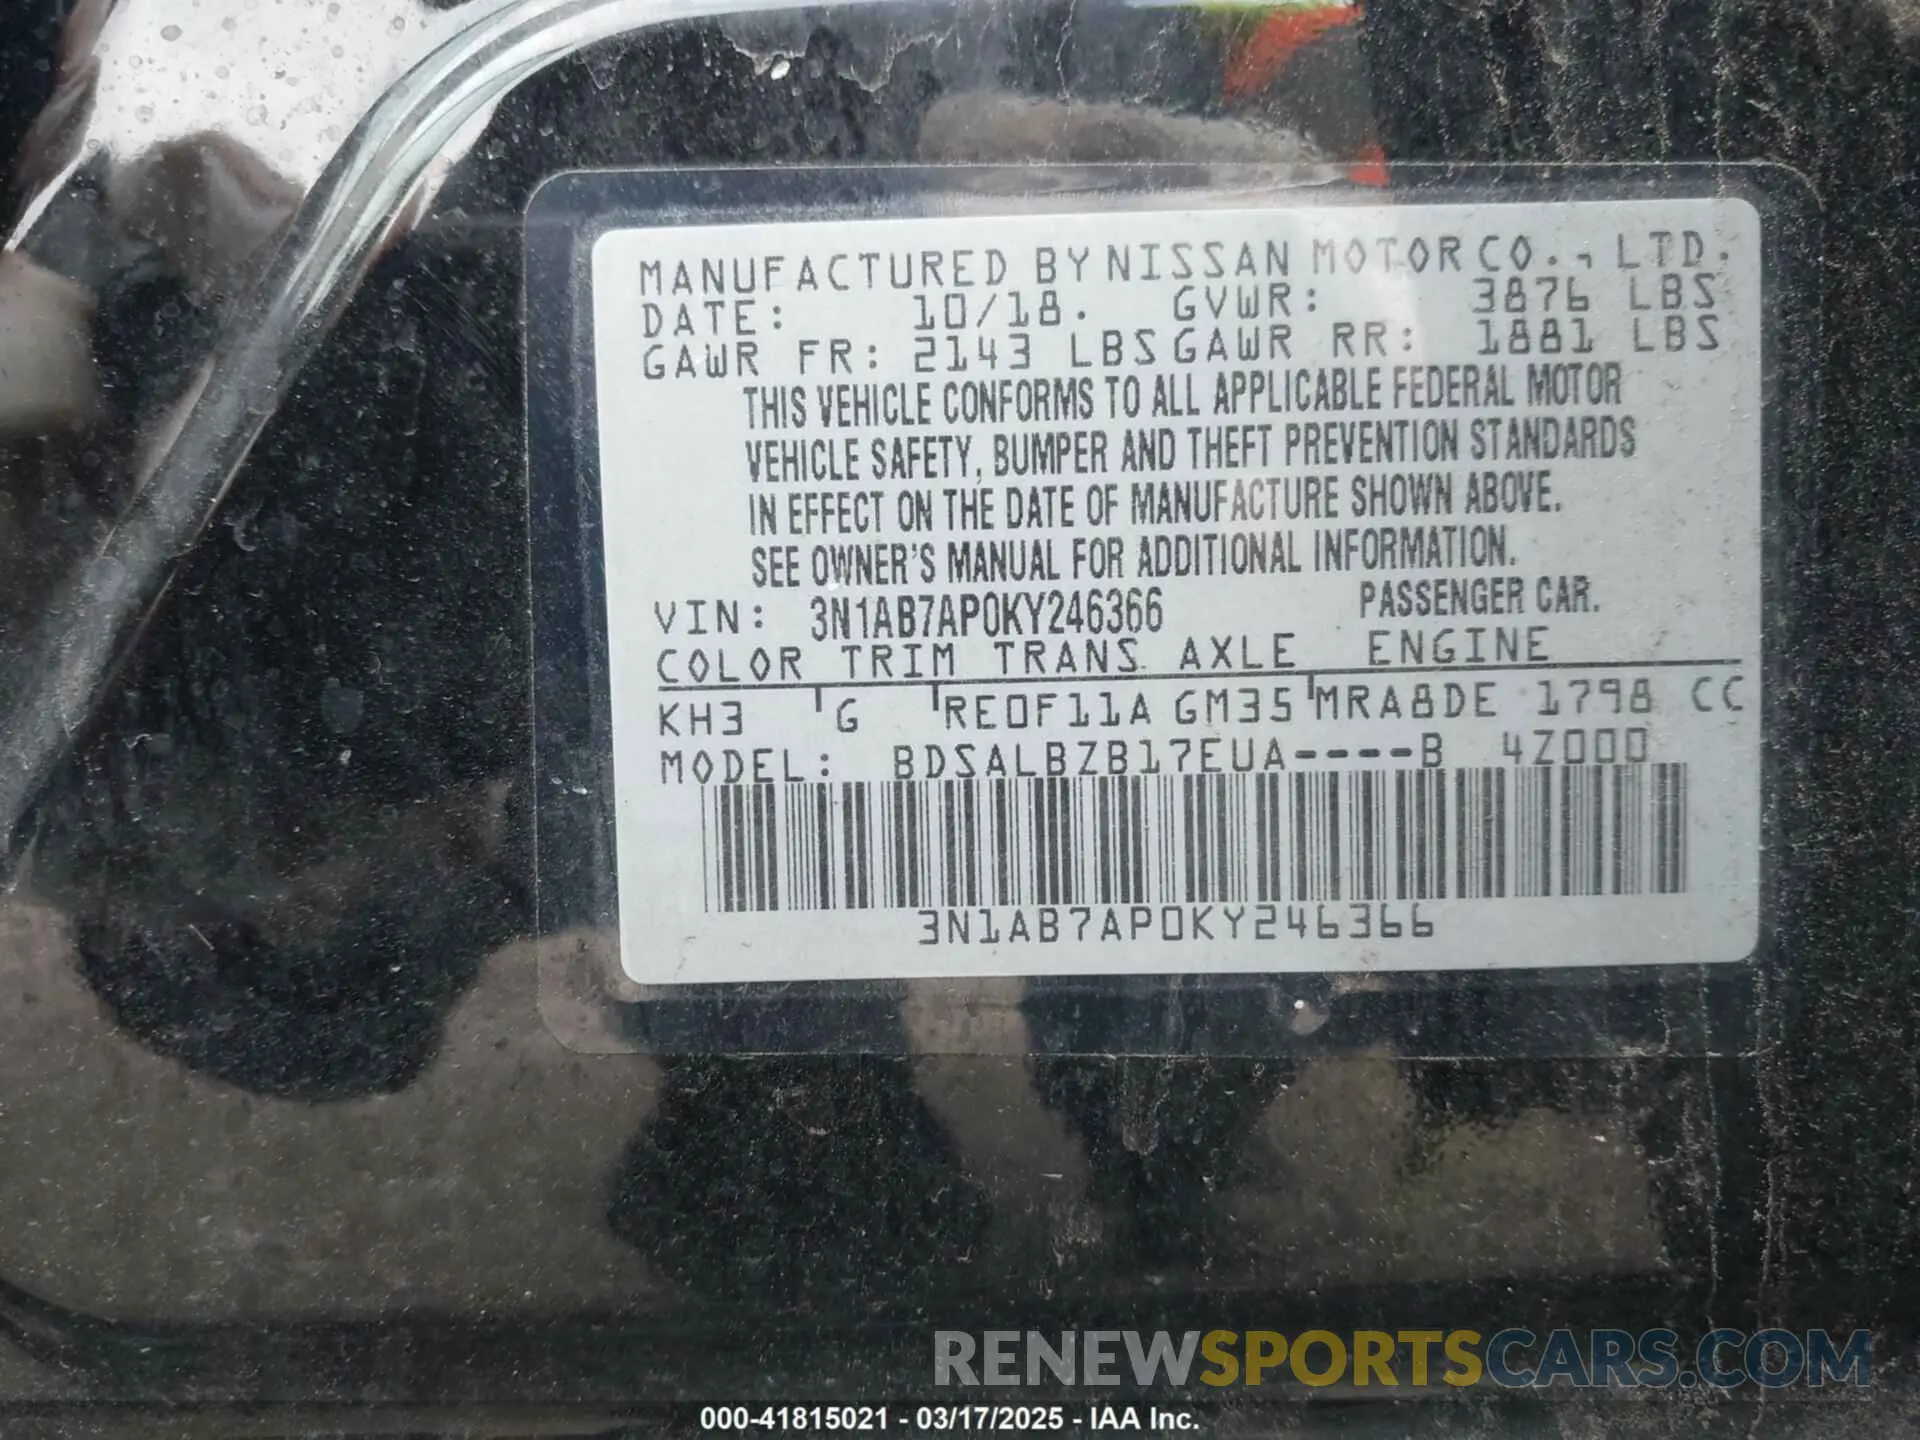 MANUFACTURED BY NISSAN MOTOR CO., LTD.
DATE: 10/18. GVWR: 3876 LBS
GAWR FR: 2143 LBS GAWR RR: 1881 LBS
THIS VEHICLE CONFORMS TO ALL APPLICABLE FEDERAL MOTOR
VEHICLE SAFETY, BUMPER AND THEFT PREVENTION STANDARDS
IN EFFECT ON THE DATE OF MANUFACTURE SHOWN ABOVE.
SEE OWNER'S MANUAL FOR ADDITIONAL INFORMATION.
VIN: 3N1AB7AP0KY246366 PASSENGER CAR.
COLOR TRIM TRANS. AXLE ENGINE
KH3 G RE0F11A GM35 MRA8DE 1798 CC
MODEL: BDSALBZB17EUA----B 4Z000
3N1AB7AP0KY246366
RENEWSPORTSCARS.COM
000-41815021 - 03/17/2025 - IAA Inc.